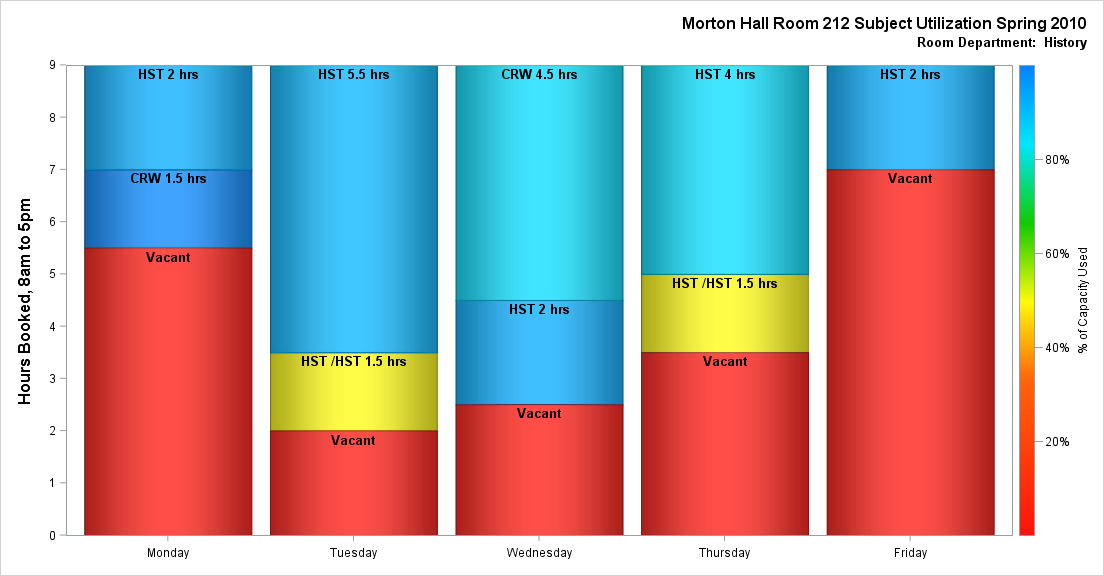 Morton Hall Room 212 Subject Utilization Spring 2010
Room Department: History
Hours Booked, 8am to 5pm
9
8
7
6
5
4
3
2
1
0
HST 2 hrs
CRW 1.5 hrs
Vacant
HST 5.5 hrs
HST /HST 1.5 hrs
Vacant
CRW 4.5 hrs
HST 2 hrs
Vacant
HST 4 hrs
HST /HST 1.5 hrs
Vacant
HST 2 hrs
Vacant
Monday
Tuesday
Wednesday
Thursday
Friday
80%
60%
40%
20%
% of Capacity Used